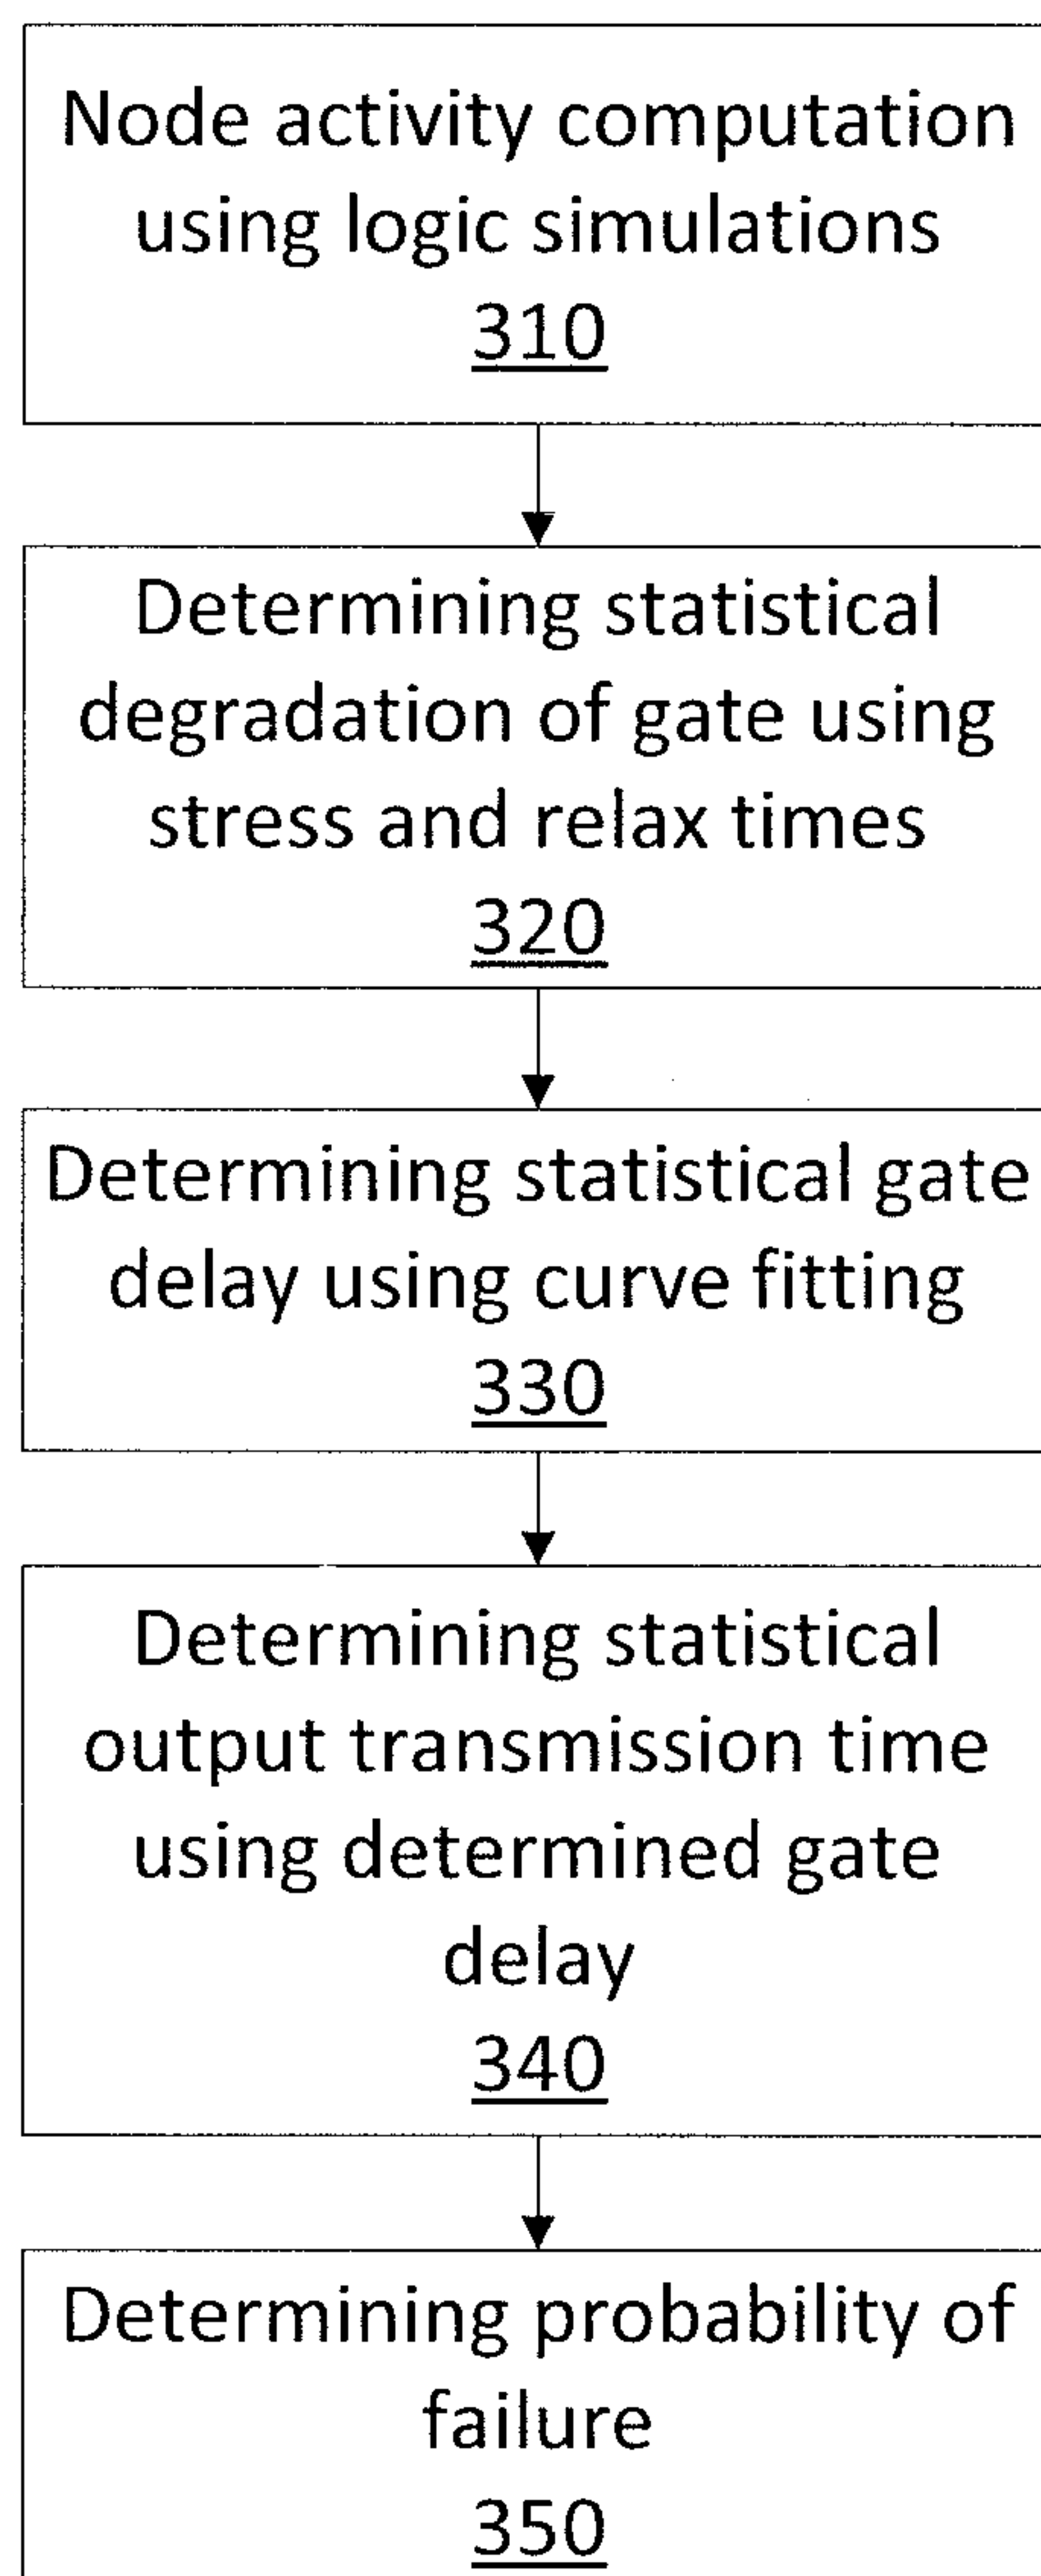 Node activity computation
using logic simulations
310
Determining statistical
degradation of gate using
stress and relax times
320
Determining statistical gate
delay using curve fitting
330
Determining statistical
output transmission time
using determined gate
delay
340
Determining probability of
failure
350